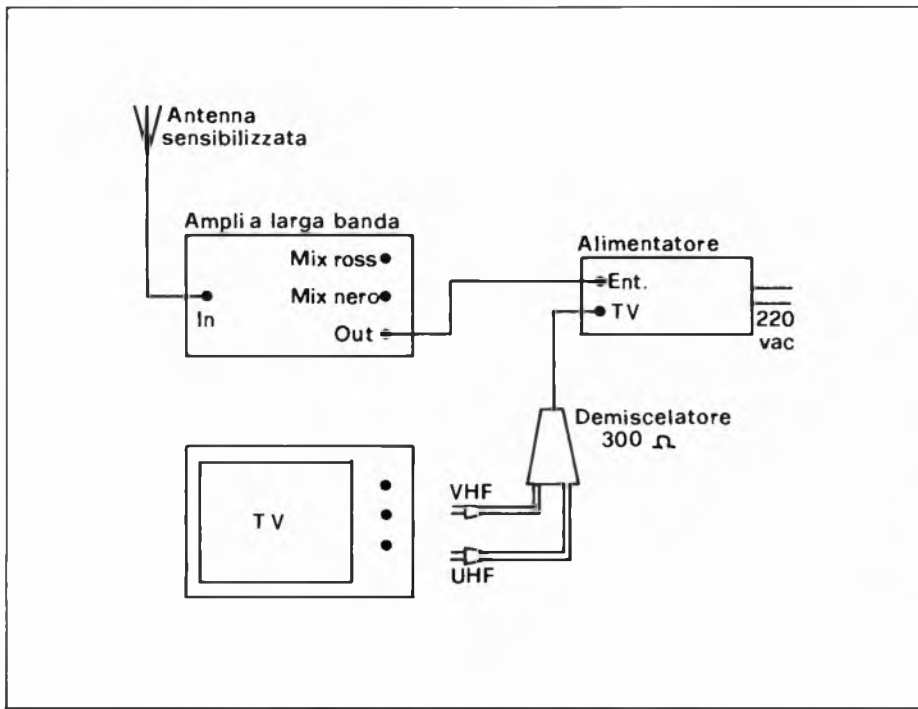 Antenna
sensibilizzata
Ampli a larga banda
Mix ross
Mix nero
In
Out
Alimentatore
Ent.
TV
220
vac
Demiscelatore
300 Ω
VHF
UHF
TV